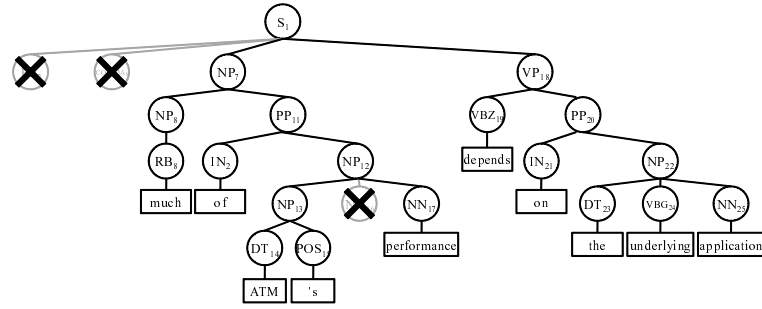 S1
NP7 VP18
NP8 PP11 VBZ19 PP20
RB8 IN2 NP12 depends IN21 NP22
much of NP13 NN17 on DT23 VBG24 NN25
DT14 POS15 performance the underlying application
ATM 's